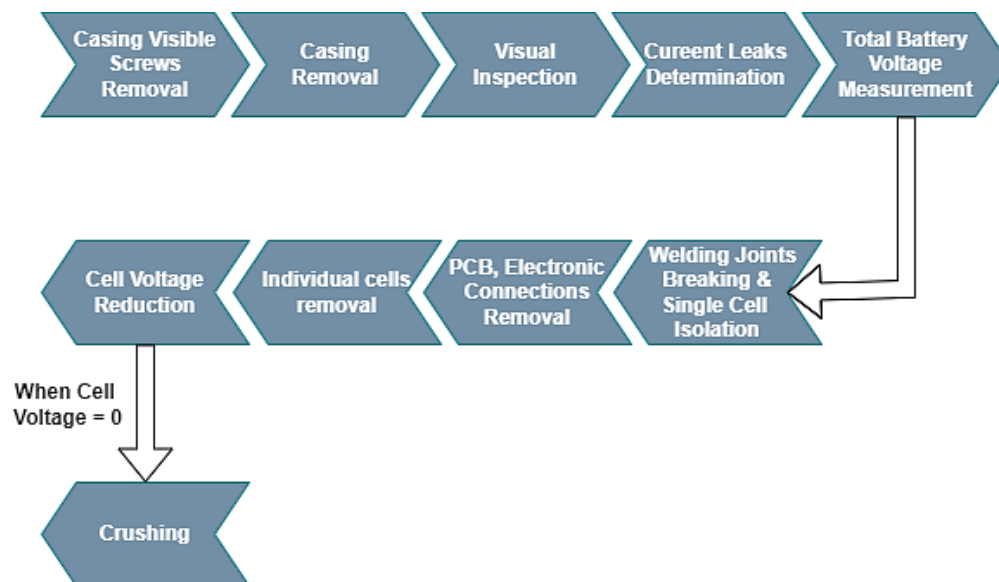 Casing Visible
Screws
Removal
Casing
Removal
Visual
Inspection
Cureent Leaks
Determination
Total Battery
Voltage
Measurement
Welding Joints
Breaking &
Single Cell
Isolation
PCB, Electronic
Connections
Removal
Individual cells
removal
Cell Voltage
Reduction
When Cell
Voltage = 0
Crushing